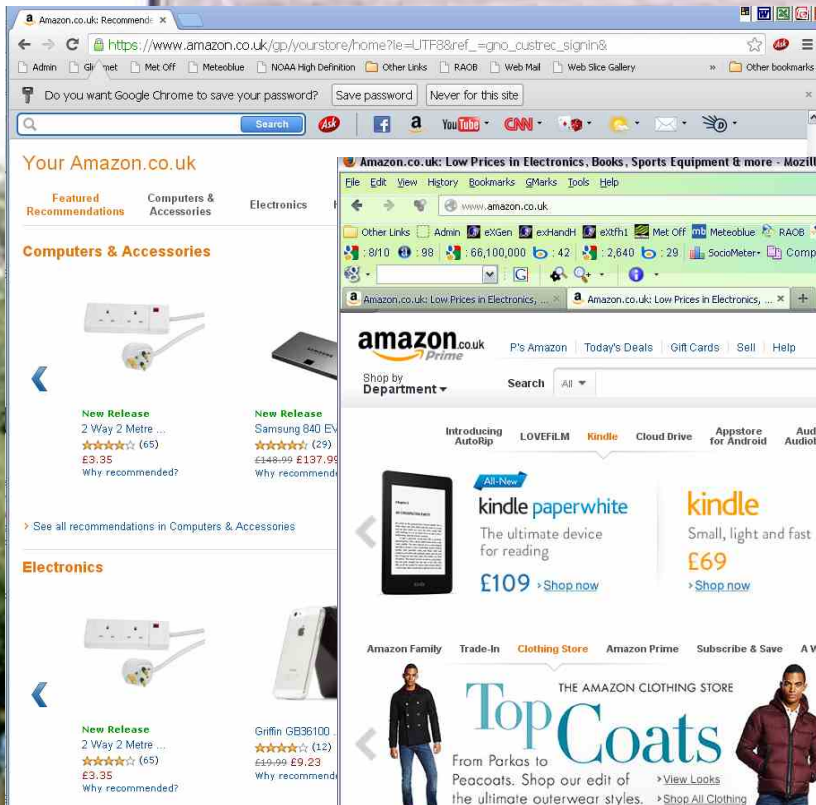 Amazon.co.uk: Recommende
https://www.amazon.co.uk/gp/yourstore/home?ie=UTF8&ref_=gno_custrec_signin&
Admin Met Off Meteoblue NOAA High Definition Other Links RAOB Web Mail Web Slice Gallery » Other bookmarks
Do you want Google Chrome to save your password? Save password Never for this site
Search Ask a YouTube CNN
Your Amazon.co.uk
Featured Recommendations
Computers & Accessories
Electronics
Computers & Accessories
New Release
2 Way 2 Metre ...
(65)
£3.35
Why recommended?
New Release
Samsung 840 EV
(29)
£148.99 £137.99
Why recommende
> See all recommendations in Computers & Accessories
Electronics
New Release
2 Way 2 Metre ...
(65)
£3.35
Why recommended?
Griffin GB36100 ...
(12)
£19.99 £9.23
Why recommende
Amazon.co.uk: Low Prices in Electronics, Books, Sports Equipment & more - Mozill
File Edit View History Bookmarks GMarks Tools Help
www.amazon.co.uk
Other Links Admin eXGen exHandH eXtfh1 Met Off Meteoblue RAOB
: 8/10 : 98 : 66,100,000 : 42 : 2,640 : 29 SocioMeter Comp
Amazon.co.uk: Low Prices in Electronics, ... × Amazon.co.uk: Low Prices in Electronics, ... × +
amazon.co.uk
Prime
P's Amazon Today's Deals Gift Cards Sell Help
Shop by
Department
Search All
Introducing AutoRip
LOVEFiLM
Kindle
Cloud Drive
Appstore for Android
Aud
Audiob
All-New
kindle paperwhite
The ultimate device
for reading
£109 › Shop now
kindle
Small, light and fast
£69
› Shop now
Amazon Family Trade-In Clothing Store Amazon Prime Subscribe & Save A W
THE AMAZON CLOTHING STORE
Top Coats
From Parkas to
Peacoats. Shop our edit of
the ultimate outerwear styles.
› View Looks
› Shop All Clothing